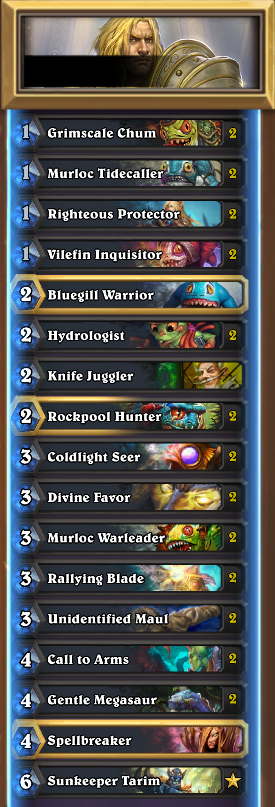 1 Grimscale Chum 2
1 Murloc Tidecaller 2
1 Righteous Protector 2
1 Vilefin Inquisitor 2
2 Bluegill Warrior 2
2 Hydrologist 2
2 Knife Juggler 2
2 Rockpool Hunter 2
3 Coldlight Seer 2
3 Divine Favor 2
3 Murloc Warleader 2
3 Rallying Blade 2
3 Unidentified Maul 2
4 Call to Arms 2
4 Gentle Megasaur 2
4 Spellbreaker
6 Sunkeeper Tarim